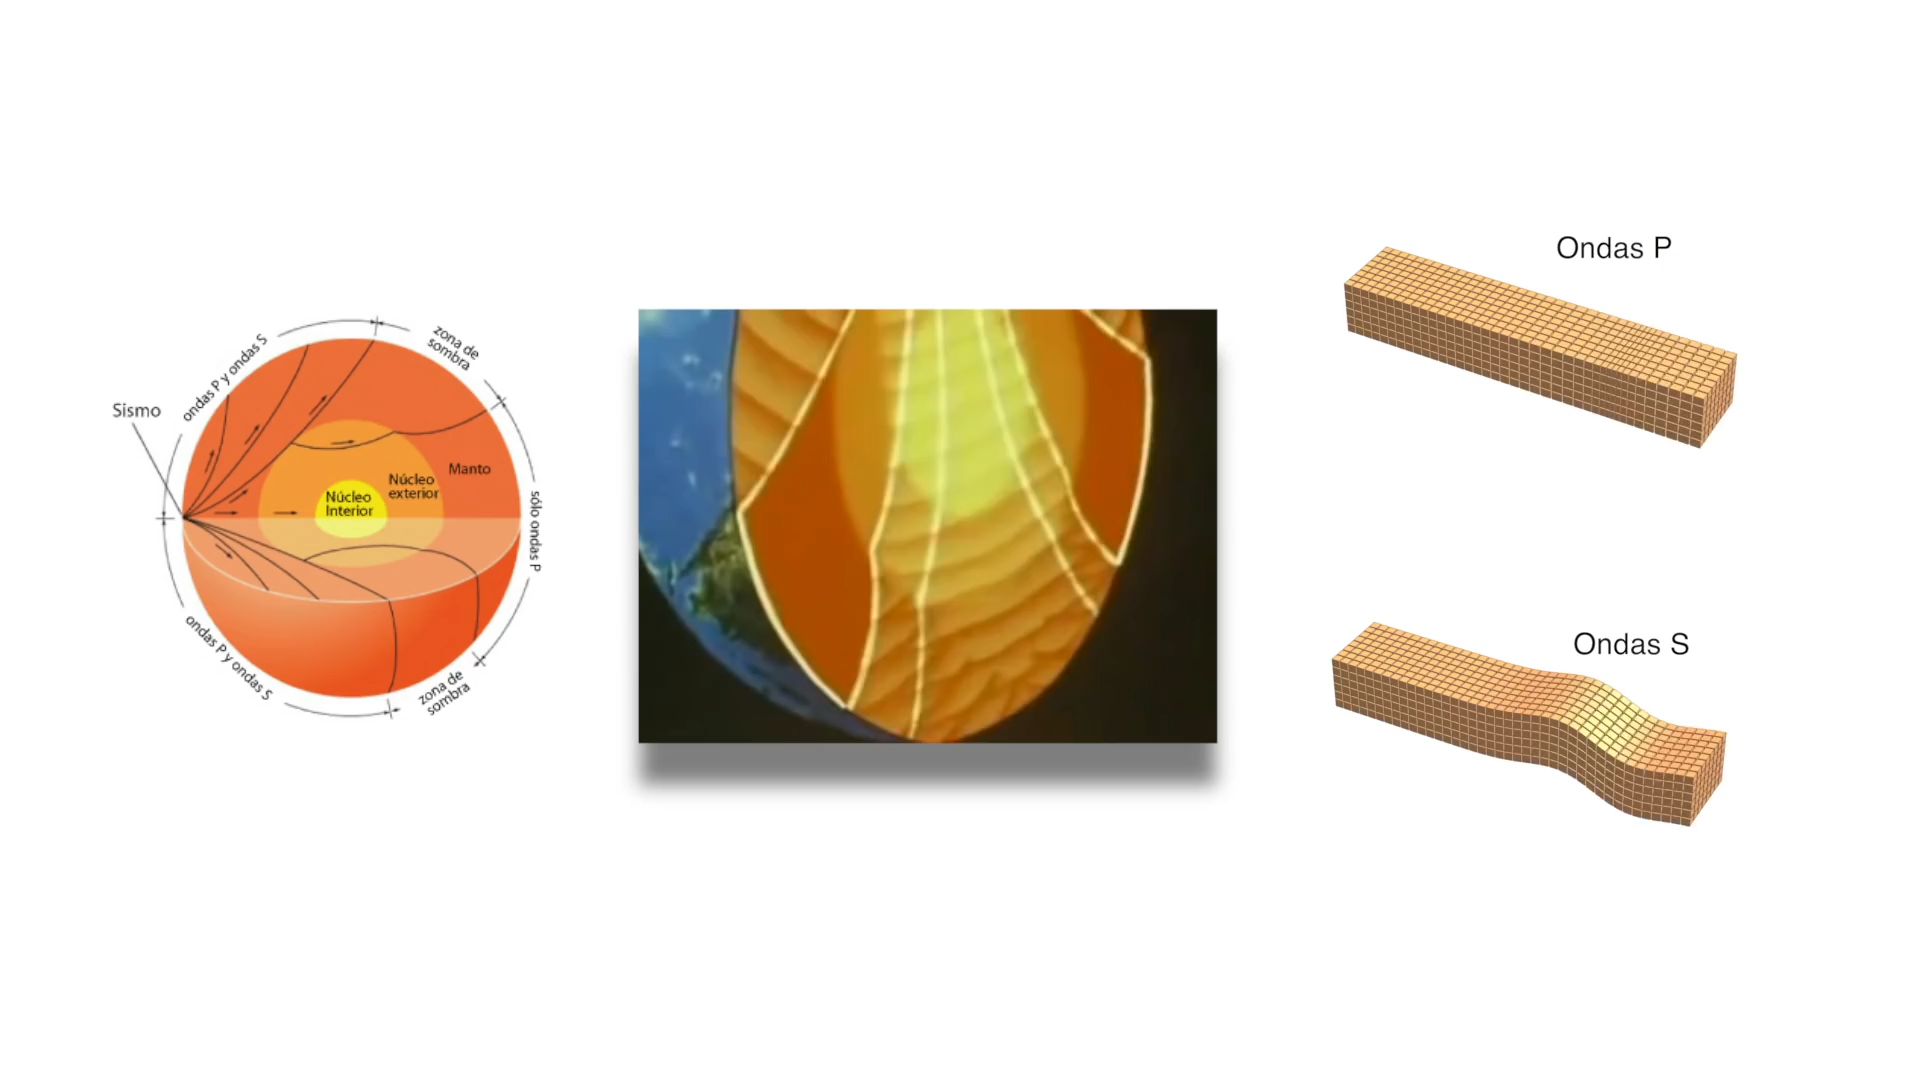 Sismo
ondas P y ondas S
zona de
sombra
Manto
Núcleo
exterior
Núcleo
Interior
sólo ondas P
ondas P y ondas S
zona de
sombra
Ondas P
Ondas S